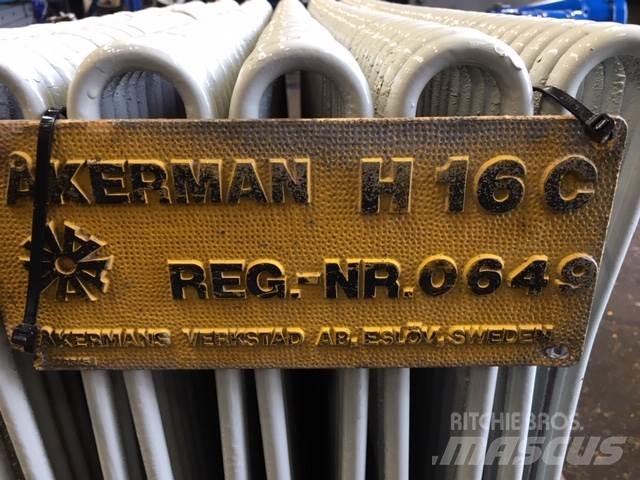 ÅKERMAN H 16 C
REG.-NR. 0649
ÅKERMANS VERKSTAD AB. ESLÖV. SWEDEN
RITCHIE BROS.
MASCUS